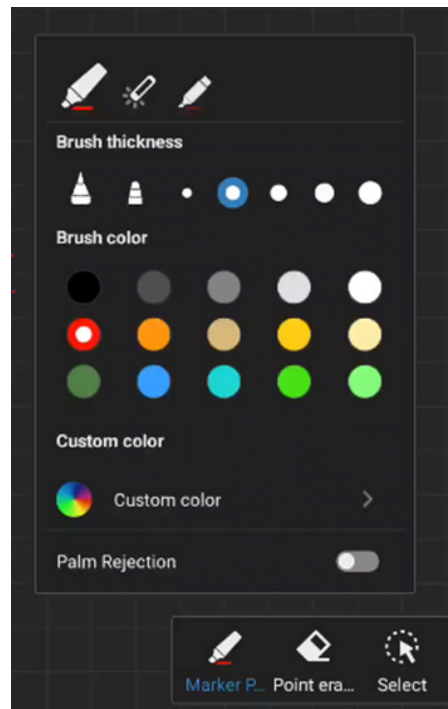 Brush thickness
Brush color
Custom color
Custom color
Palm Rejection
Marker P... Point era... Select